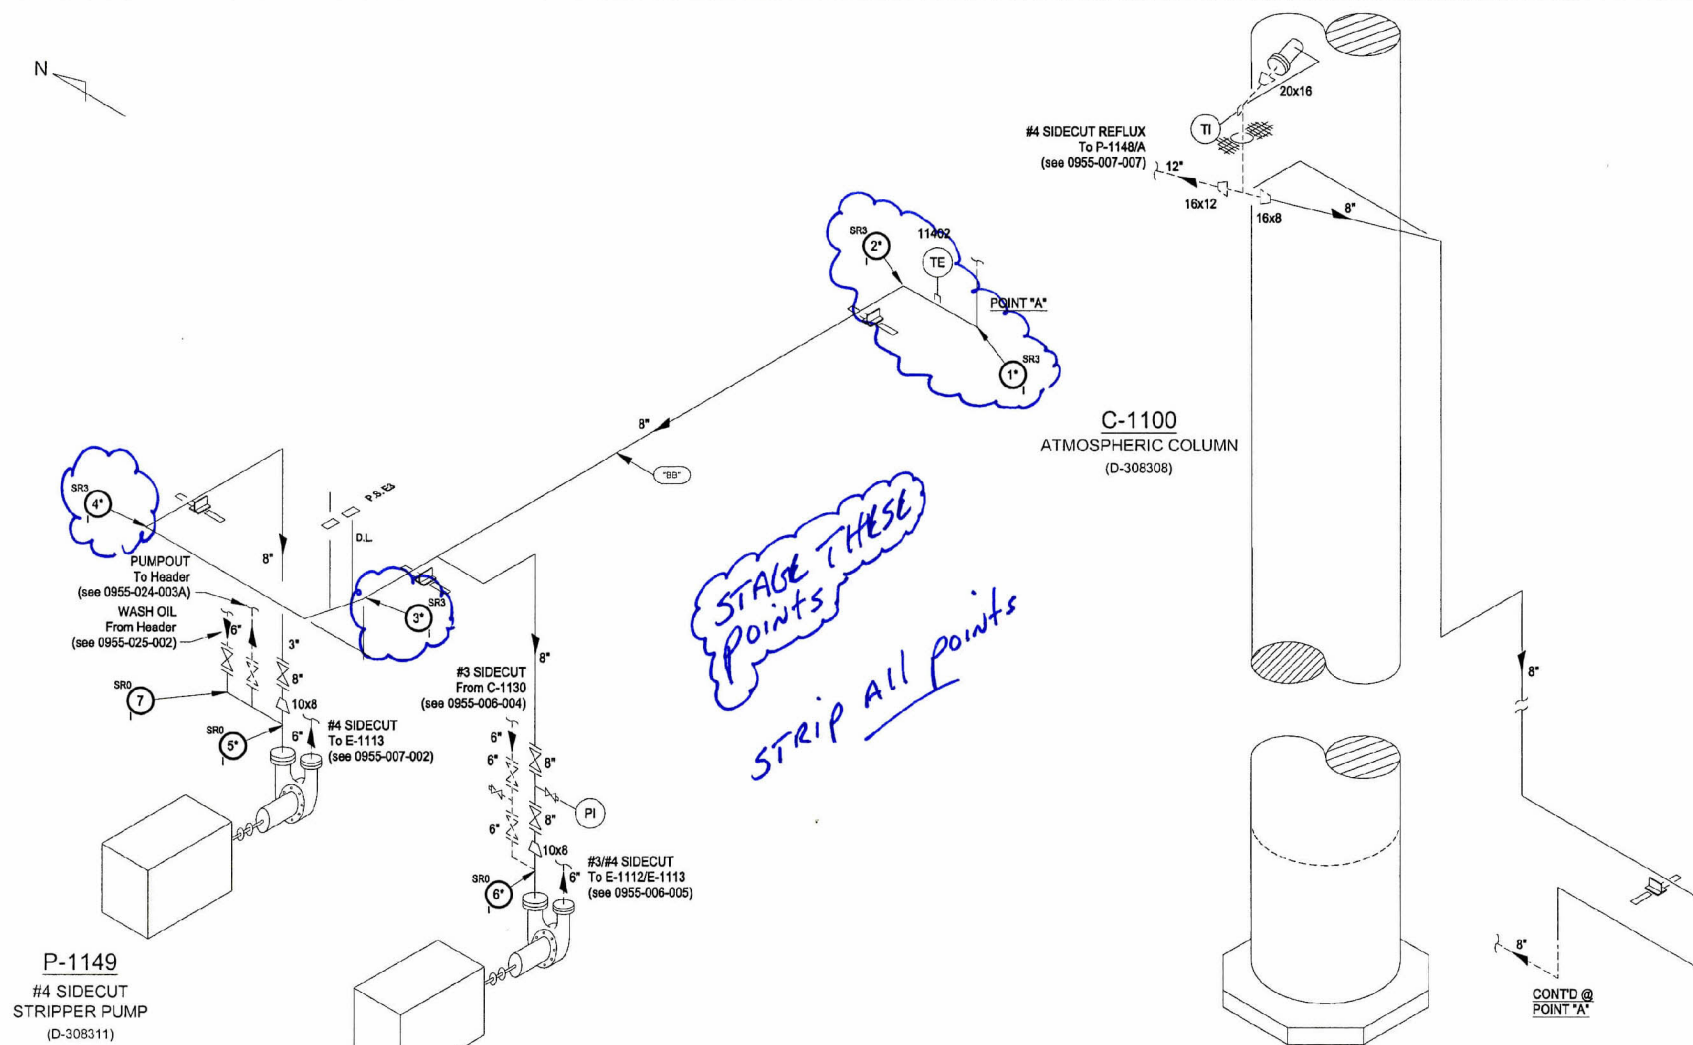 N
20x16
TI
#4 SIDECUT REFLUX
To P-1148/A
(see 0955-007-007)
12"
16x12
16x8
8"
SR3
2*
11402
TE
POINT "A"
SR3
1*
8"
"BB"
C-1100
ATMOSPHERIC COLUMN
(D-308308)
SR3
4*
P.S.E3
D.L.
8"
PUMPOUT
To Header
(see 0955-024-003A)
WASH OIL
From Header
(see 0955-025-002)
6"
3"
8"
SR3
3*
STAGE THESE
POINTS
STRIP ALL POINTS
8"
#3 SIDECUT
From C-1130
(see 0955-006-004)
8"
SR0
7
10x8
SR0
5*
6"
#4 SIDECUT
To E-1113
(see 0955-007-002)
6"
6"
8"
PI
6"
8"
10x6
SR0
6*
6"
#3/#4 SIDECUT
To E-1112/E-1113
(see 0955-006-005)
P-1149
#4 SIDECUT
STRIPPER PUMP
(D-308311)
8"
CONT'D @
POINT "A"